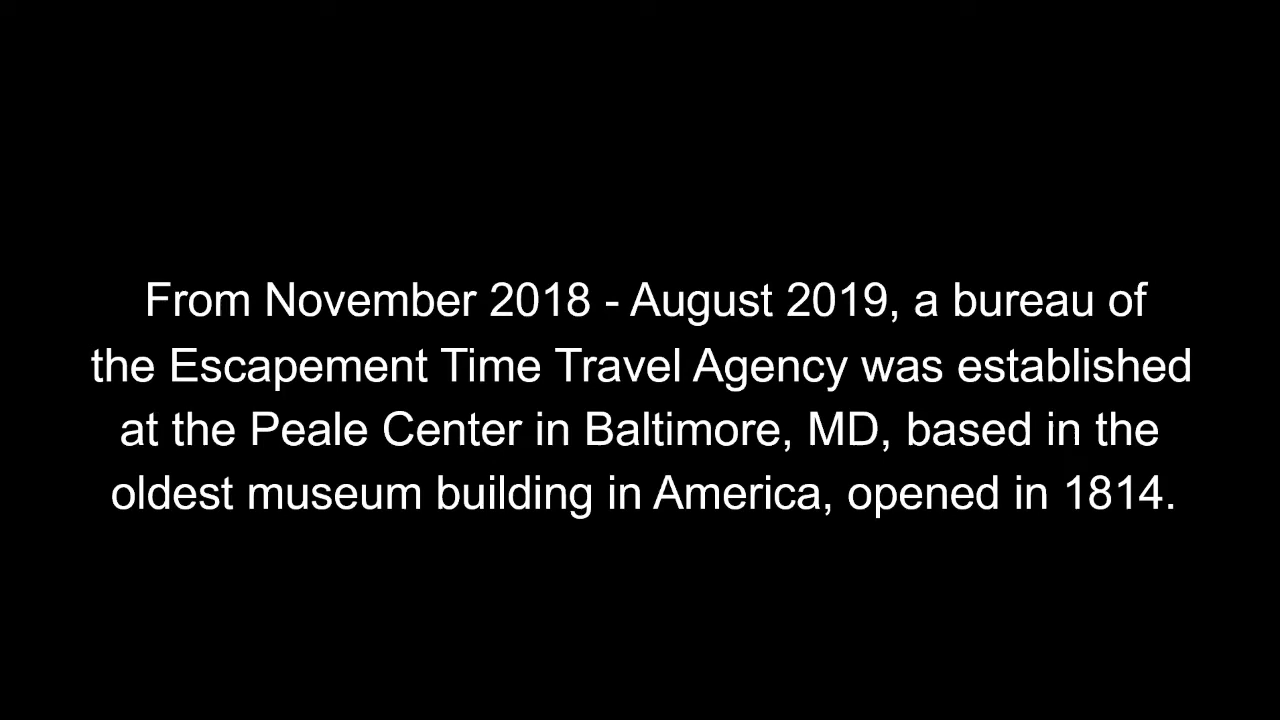 From November 2018 - August 2019, a bureau of
the Escapement Time Travel Agency was established
at the Peale Center in Baltimore, MD, based in the
oldest museum building in America, opened in 1814.